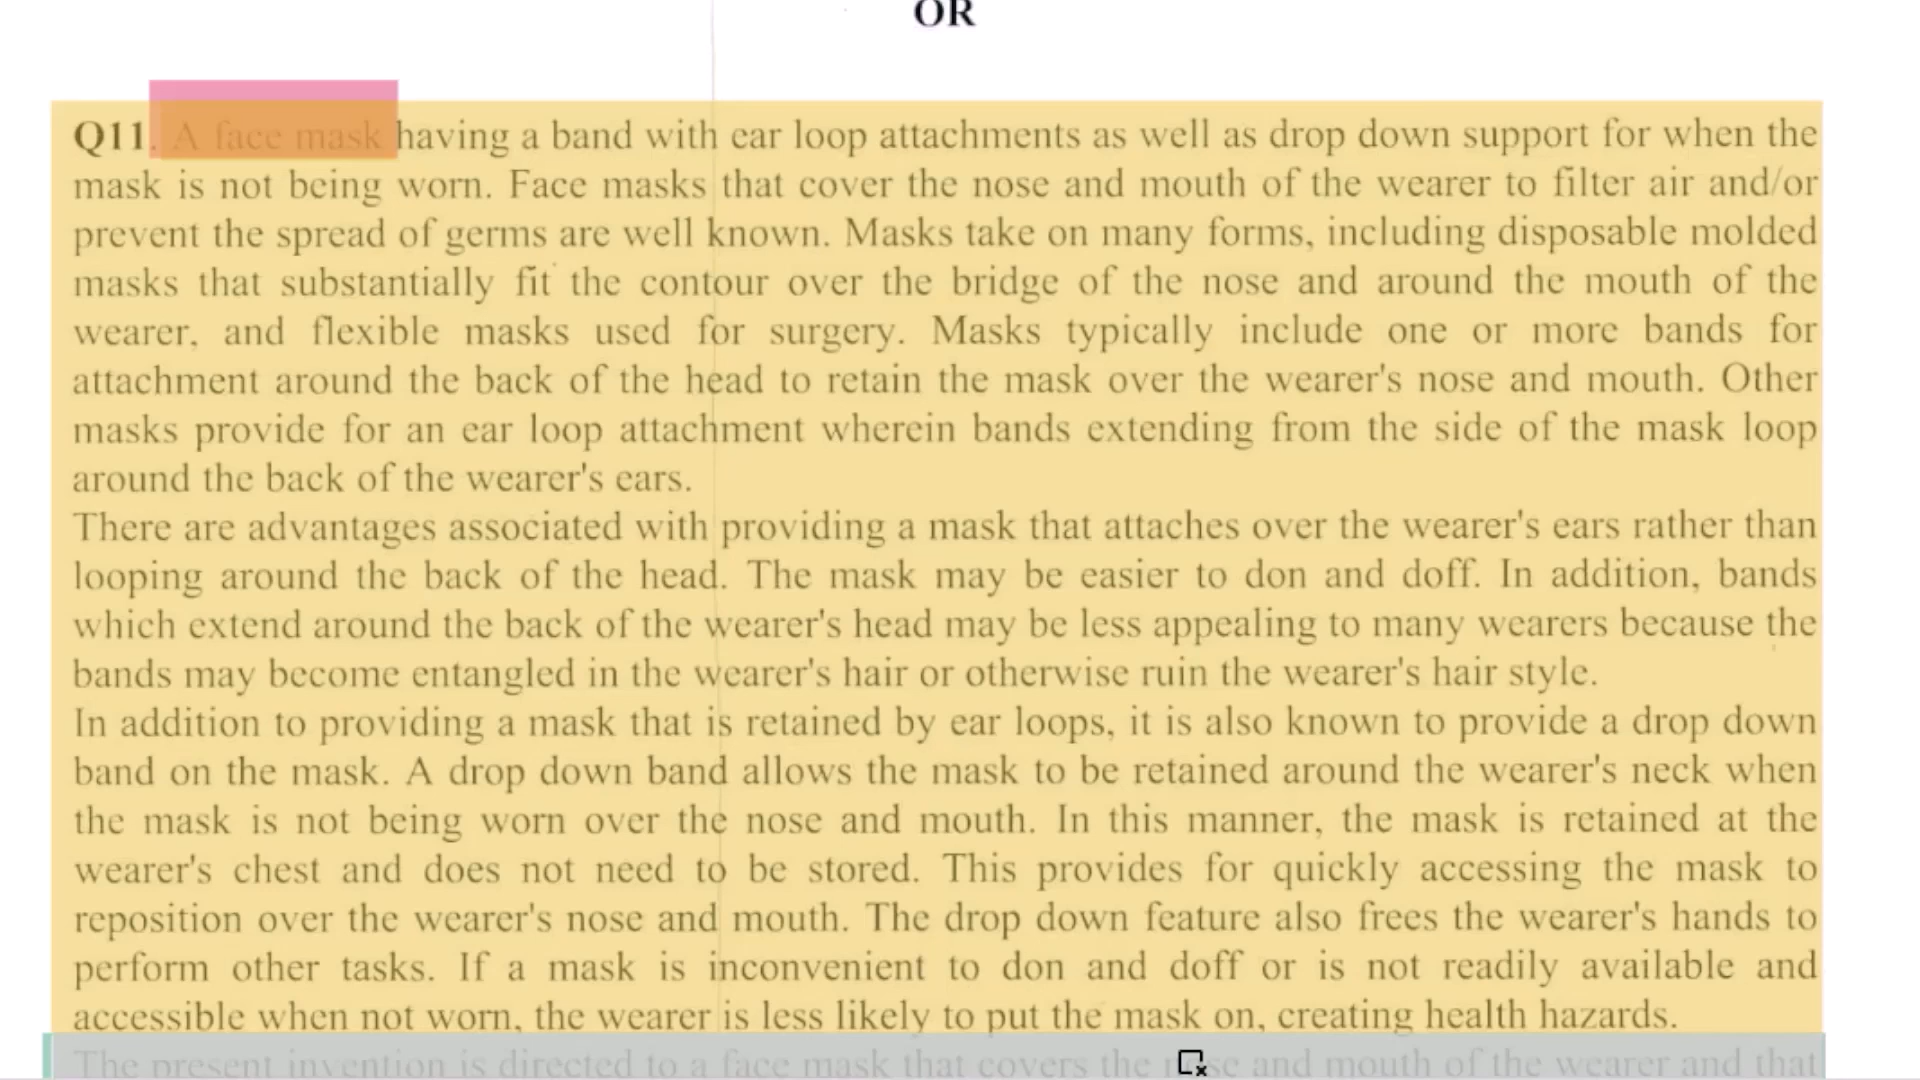 OR
Q11. A face mask having a band with ear loop attachments as well as drop down support for when the
mask is not being worn. Face masks that cover the nose and mouth of the wearer to filter air and/or
prevent the spread of germs are well known. Masks take on many forms, including disposable molded
masks that substantially fit the contour over the bridge of the nose and around the mouth of the
wearer, and flexible masks used for surgery. Masks typically include one or more bands for
attachment around the back of the head to retain the mask over the wearer's nose and mouth. Other
masks provide for an ear loop attachment wherein bands extending from the side of the mask loop
around the back of the wearer's ears.
There are advantages associated with providing a mask that attaches over the wearer's ears rather than
looping around the back of the head. The mask may be easier to don and doff. In addition, bands
which extend around the back of the wearer's head may be less appealing to many wearers because the
bands may become entangled in the wearer's hair or otherwise ruin the wearer's hair style.
In addition to providing a mask that is retained by ear loops, it is also known to provide a drop down
band on the mask. A drop down band allows the mask to be retained around the wearer's neck when
the mask is not being worn over the nose and mouth. In this manner, the mask is retained at the
wearer's chest and does not need to be stored. This provides for quickly accessing the mask to
reposition over the wearer's nose and mouth. The drop down feature also frees the wearer's hands to
perform other tasks. If a mask is inconvenient to don and doff or is not readily available and
accessible when not worn, the wearer is less likely to put the mask on, creating health hazards.
The present invention is directed to a face mask that covers the nose and mouth of the wearer and that